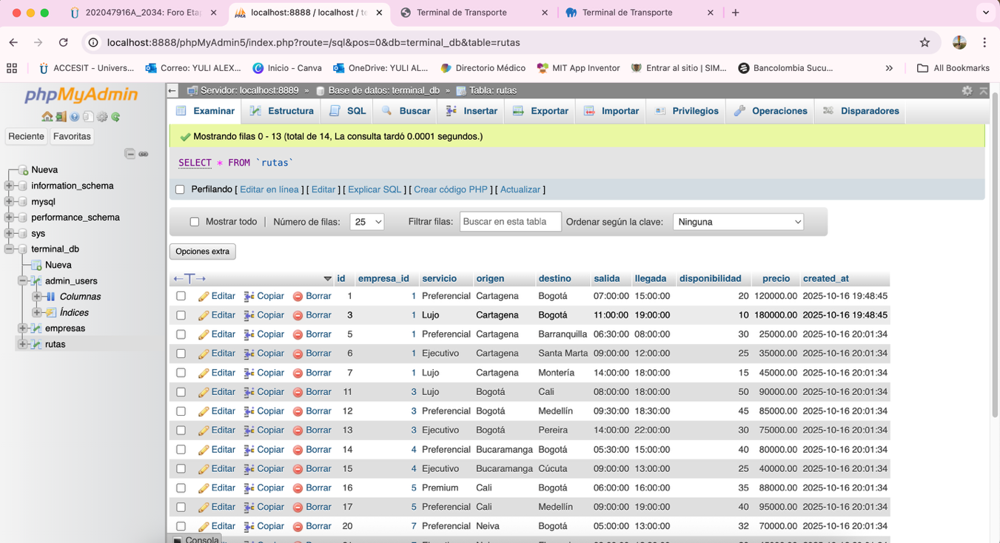 202047916A_2034: Foro Etap
localhost:8888 / localhost / te
Terminal de Transporte
Terminal de Transporte
localhost:8888/phpMyAdmin5/index.php?route=/sql&pos=0&db=terminal_db&table=rutas
ACCESIT - Univers...
Correo: YULI ALEX...
Inicio - Canva
OneDrive: YULI AL...
Directorio Médico
MIT App Inventor
Entrar al sitio | SIM...
Bancolombia Sucu...
All Bookmarks
phpMyAdmin
Reciente Favoritas
Nueva
information_schema
mysql
performance_schema
sys
terminal_db
Nueva
admin_users
Columnas
Índices
empresas
rutas
Servidor: localhost:8889 » Base de datos: terminal_db » Tabla: rutas
Examinar Estructura SQL Buscar Insertar Exportar Importar Privilegios Operaciones Disparadores
Mostrando filas 0 - 13 (total de 14, La consulta tardó 0.0001 segundos.)
SELECT * FROM `rutas`
Perfilando [ Editar en línea ] [ Editar ] [ Explicar SQL ] [ Crear código PHP ] [ Actualizar ]
Mostrar todo | Número de filas: 25 Filtrar filas: Buscar en esta tabla Ordenar según la clave: Ninguna
Opciones extra
id empresa_id servicio origen destino salida llegada disponibilidad precio created_at
Editar Copiar Borrar 1 1 Preferencial Cartagena Bogotá 07:00:00 15:00:00 20 120000.00 2025-10-16 19:48:45
Editar Copiar Borrar 3 1 Lujo Cartagena Bogotá 11:00:00 19:00:00 10 180000.00 2025-10-16 19:48:45
Editar Copiar Borrar 5 1 Preferencial Cartagena Barranquilla 06:30:00 08:00:00 30 25000.00 2025-10-16 20:01:34
Editar Copiar Borrar 6 1 Ejecutivo Cartagena Santa Marta 09:00:00 12:00:00 25 35000.00 2025-10-16 20:01:34
Editar Copiar Borrar 7 1 Lujo Cartagena Montería 14:00:00 18:00:00 15 45000.00 2025-10-16 20:01:34
Editar Copiar Borrar 11 3 Lujo Bogotá Cali 08:00:00 18:00:00 50 90000.00 2025-10-16 20:01:34
Editar Copiar Borrar 12 3 Preferencial Bogotá Medellín 09:30:00 18:30:00 45 85000.00 2025-10-16 20:01:34
Editar Copiar Borrar 13 3 Ejecutivo Bogotá Pereira 14:00:00 22:00:00 30 75000.00 2025-10-16 20:01:34
Editar Copiar Borrar 14 4 Preferencial Bucaramanga Bogotá 05:30:00 15:00:00 40 80000.00 2025-10-16 20:01:34
Editar Copiar Borrar 15 4 Ejecutivo Bucaramanga Cúcuta 09:00:00 13:00:00 25 40000.00 2025-10-16 20:01:34
Editar Copiar Borrar 16 5 Premium Cali Bogotá 06:00:00 16:00:00 35 88000.00 2025-10-16 20:01:34
Editar Copiar Borrar 17 5 Preferencial Cali Medellín 09:00:00 19:00:00 40 95000.00 2025-10-16 20:01:34
Editar Copiar Borrar 20 7 Preferencial Neiva Bogotá 05:00:00 13:00:00 32 70000.00 2025-10-16 20:01:34
Consola